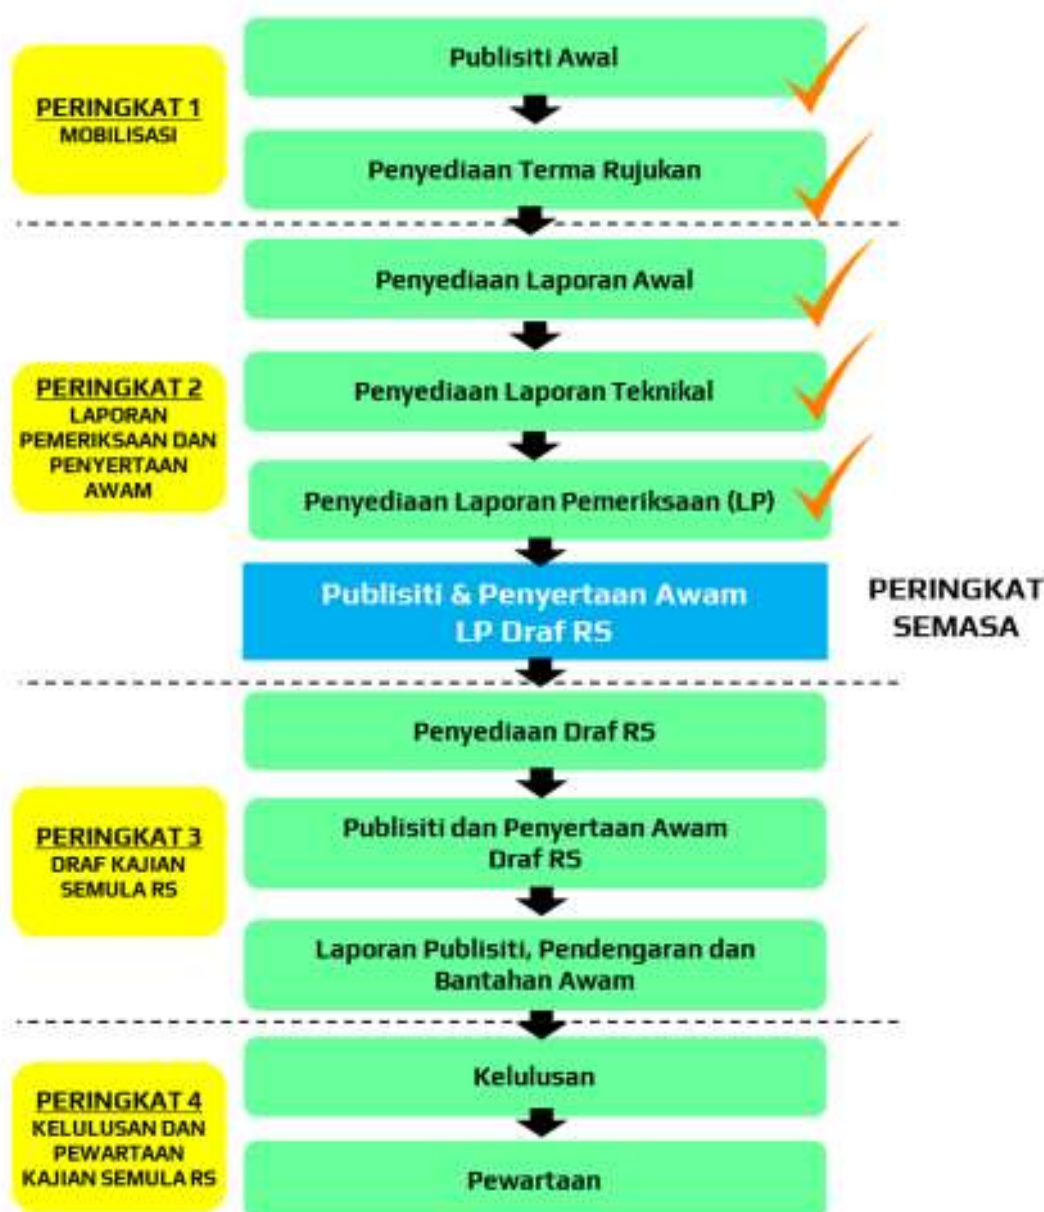 PERINGKAT 1
MOBILISASI
Publisiti Awal
Penyediaan Terma Rujukan
PERINGKAT 2
LAPORAN
PEMERIKSAAN DAN
PENYERTAAN
AWAM
Penyediaan Laporan Awal
Penyediaan Laporan Teknikal
Penyediaan Laporan Pemeriksaan (LP)
Publisiti & Penyertaan Awam
LP Draf RS
PERINGKAT
SEMASA
PERINGKAT 3
DRAF KAJIAN
SEMULA RS
Penyediaan Draf RS
Publisiti dan Penyertaan Awam
Draf RS
Laporan Publisiti, Pendengaran dan
Bantahan Awam
PERINGKAT 4
KELULUSAN DAN
PEWARTAAN
KAJIAN SEMULA RS
Kelulusan
Pewartaan